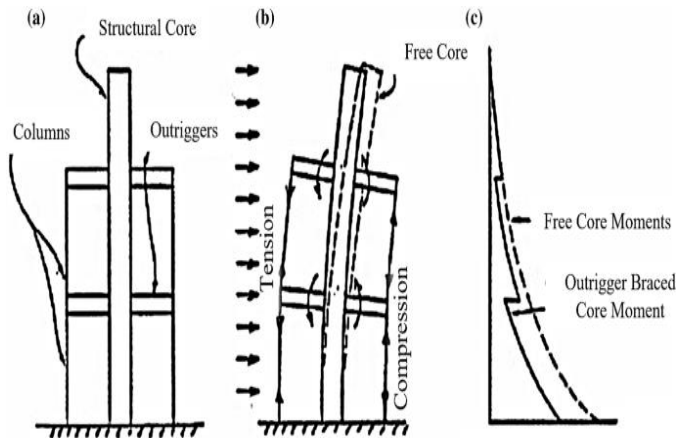 (a)
Structural Core
Columns
Outriggers
(b)
Free Core
Tension
Compression
(c)
Free Core Moments
Outrigger Braced
Core Moment